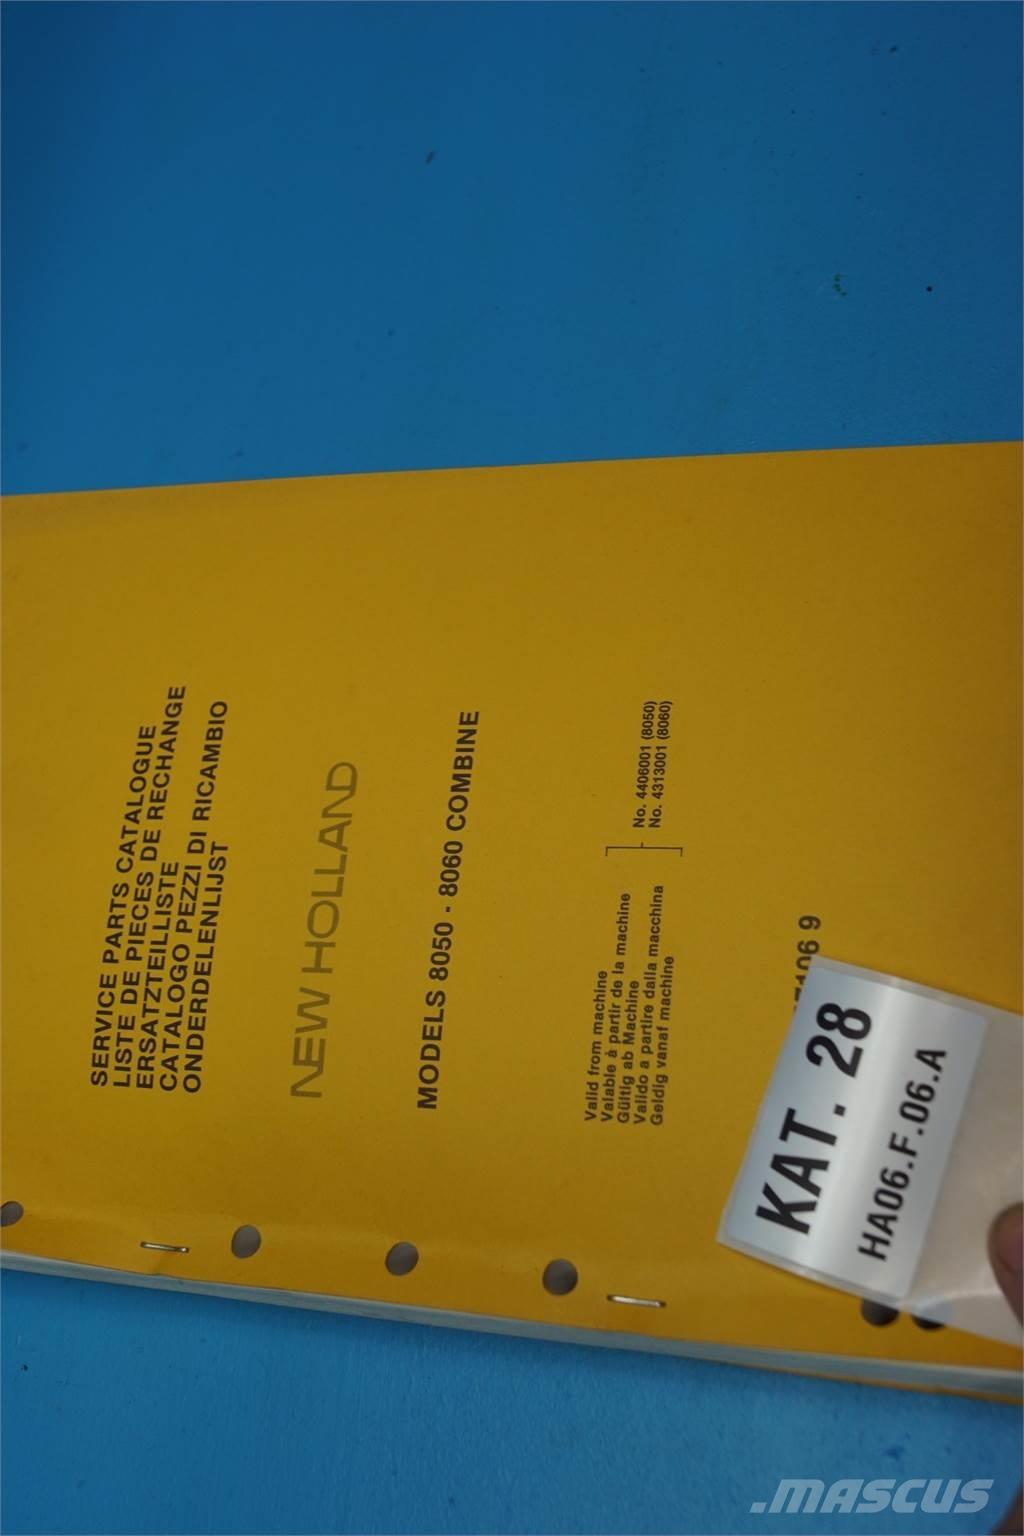 SERVICE PARTS CATALOGUE
LISTE DE PIECES DE RECHANGE
ERSATZTEILLISTE
CATALOGO PEZZI DI RICAMBIO
ONDERDELENLIJST
NEW HOLLAND
MODELS 8050 - 8060 COMBINE
Valid from machine
Valable à partir de la machine
Gültig ab Machine
Valido a partire dalla macchina
Geldig vanaf machine
No. 4406001 (8050)
No. 4313001 (8060)
9
KAT. 28
HA06.F.06.A
.MASCUS